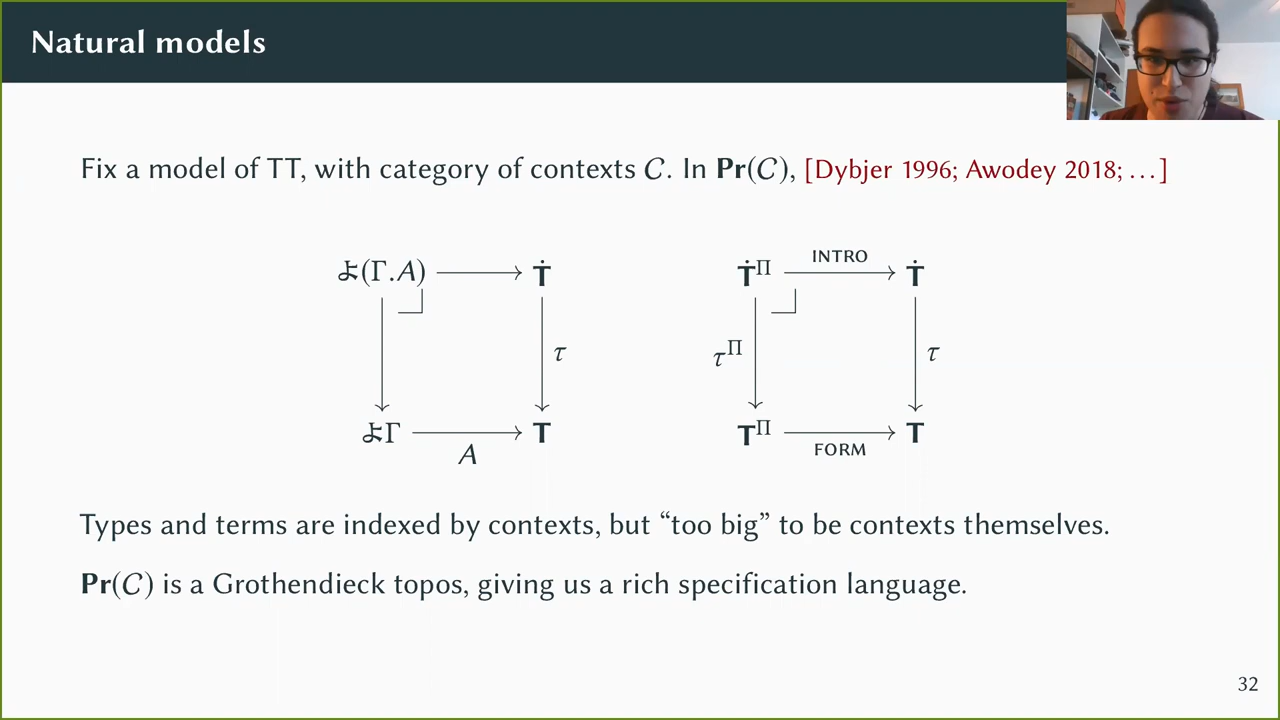 Natural models
Fix a model of TT, with category of contexts 𝒞. In Pr(𝒞), [Dybjer 1996; Awodey 2018; …]
よ(Γ.A) Ṫ Ṫ^Π INTRO Ṫ
τ τ^Π τ
よΓ A T T^Π FORM T
Types and terms are indexed by contexts, but “too big” to be contexts themselves.
Pr(𝒞) is a Grothendieck topos, giving us a rich specification language.
32